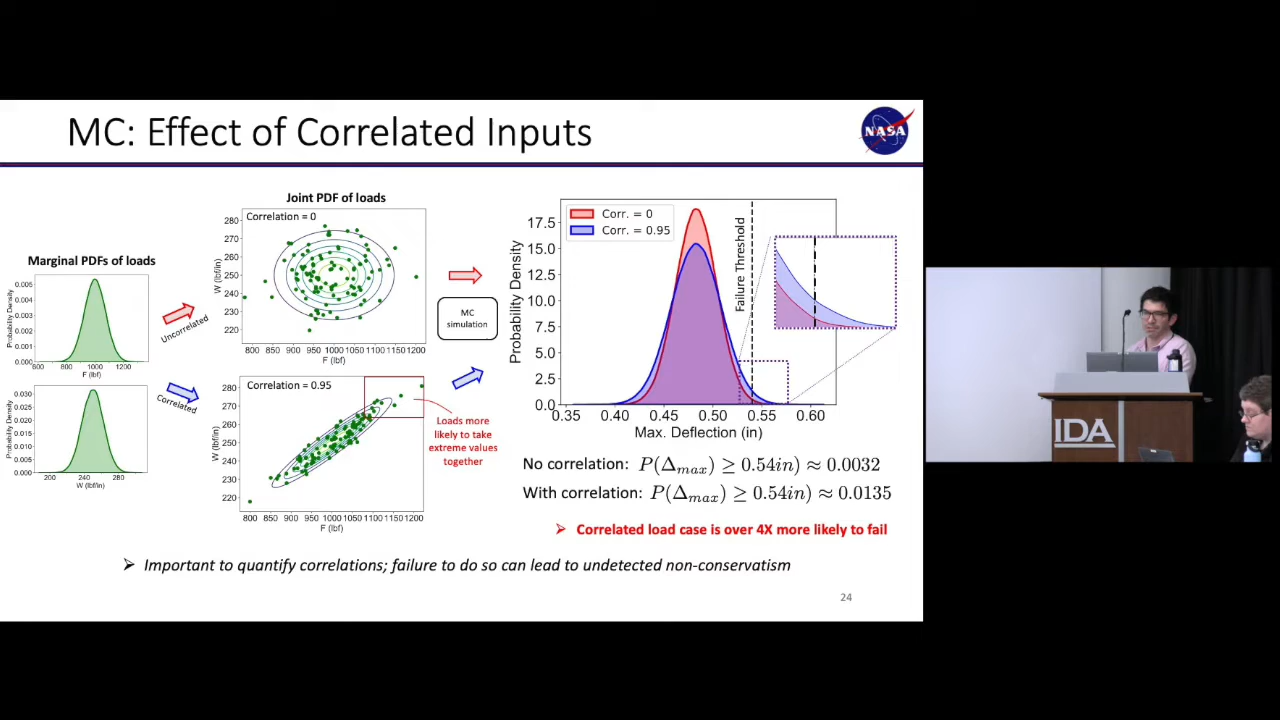 MC: Effect of Correlated Inputs
NASA
Marginal PDFs of loads
Probability Density
0.005
0.004
0.003
0.002
0.001
0.000
600 800 1000 1200
F (lbf)
Probability Density
0.030
0.025
0.020
0.015
0.010
0.005
0.000
200 240 280
W (lbf/in)
Uncorrelated
Correlated
Joint PDF of loads
Correlation = 0
W (lbf/in)
280
270
260
250
240
230
220
800 850 900 950 1000 1050 1100 1150 1200
F (lbf)
Correlation = 0.95
W (lbf/in)
280
270
260
250
240
230
220
800 850 900 950 1000 1050 1100 1150 1200
F (lbf)
Loads more
likely to take
extreme values
together
MC
simulation
Corr. = 0
Corr. = 0.95
Failure Threshold
Probability Density
17.5
15.0
12.5
10.0
7.5
5.0
2.5
0.0
0.35 0.40 0.45 0.50 0.55 0.60
Max. Deflection (in)
No correlation: P(Δmax) ≥ 0.54in) ≈ 0.0032
With correlation: P(Δmax) ≥ 0.54in) ≈ 0.0135
➢ Correlated load case is over 4X more likely to fail
➢ Important to quantify correlations; failure to do so can lead to undetected non-conservatism
24
IDA